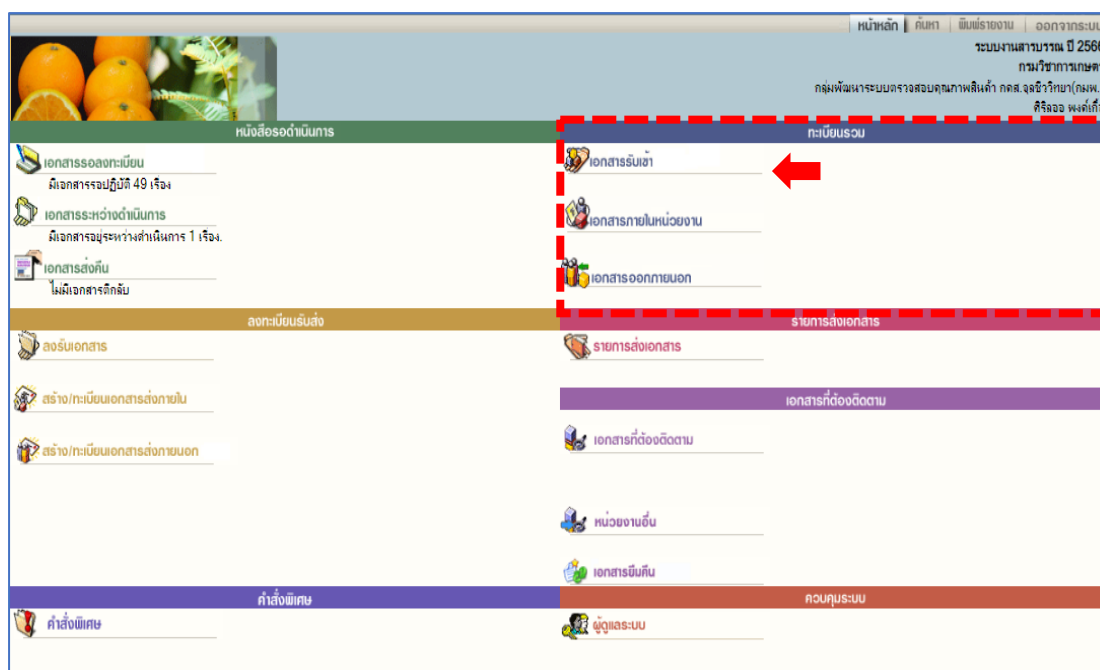 หน้าหลัก | ค้นหา | พิมพ์รายงาน | ออกจากระบบ
ระบบงานสารบรรณ ปี 2566
กรมวิชาการเกษตร
กลุ่มพัฒนาระบบตรวจสอบคุณภาพสินค้า กตส.จุลชีววิทยา(กมพ.
หนังสือรอดำเนินการ
เอกสารรอลงทะเบียน
มีเอกสารรอปฏิบัติ 49 เรื่อง
เอกสารระหว่างดำเนินการ
มีเอกสารอยู่ระหว่างดำเนินการ 1 เรื่อง.
เอกสารส่งคืน
ไม่มีเอกสารตีกลับ
ทะเบียนรวม
เอกสารรับเข้า
เอกสารภายในหน่วยงาน
เอกสารออกภายนอก
ลงทะเบียนรับส่ง
ลงรับเอกสาร
สร้าง/ทะเบียนเอกสารส่งภายใน
สร้าง/ทะเบียนเอกสารส่งภายนอก
รายการส่งเอกสาร
รายการส่งเอกสาร
เอกสารที่ต้องติดตาม
เอกสารที่ต้องติดตาม
หน่วยงานอื่น
เอกสารยืมคืน
คำสั่งพิเศษ
คำสั่งพิเศษ
ควบคุมระบบ
ผู้ดูแลระบบ